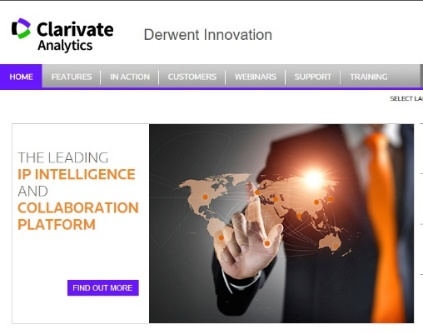 Clarivate
Analytics
Derwent Innovation
HOME FEATURES IN ACTION CUSTOMERS WEBINARS SUPPORT TRAINING
SELECT LA
THE LEADING
IP INTELLIGENCE
AND
COLLABORATION
PLATFORM
FIND OUT MORE